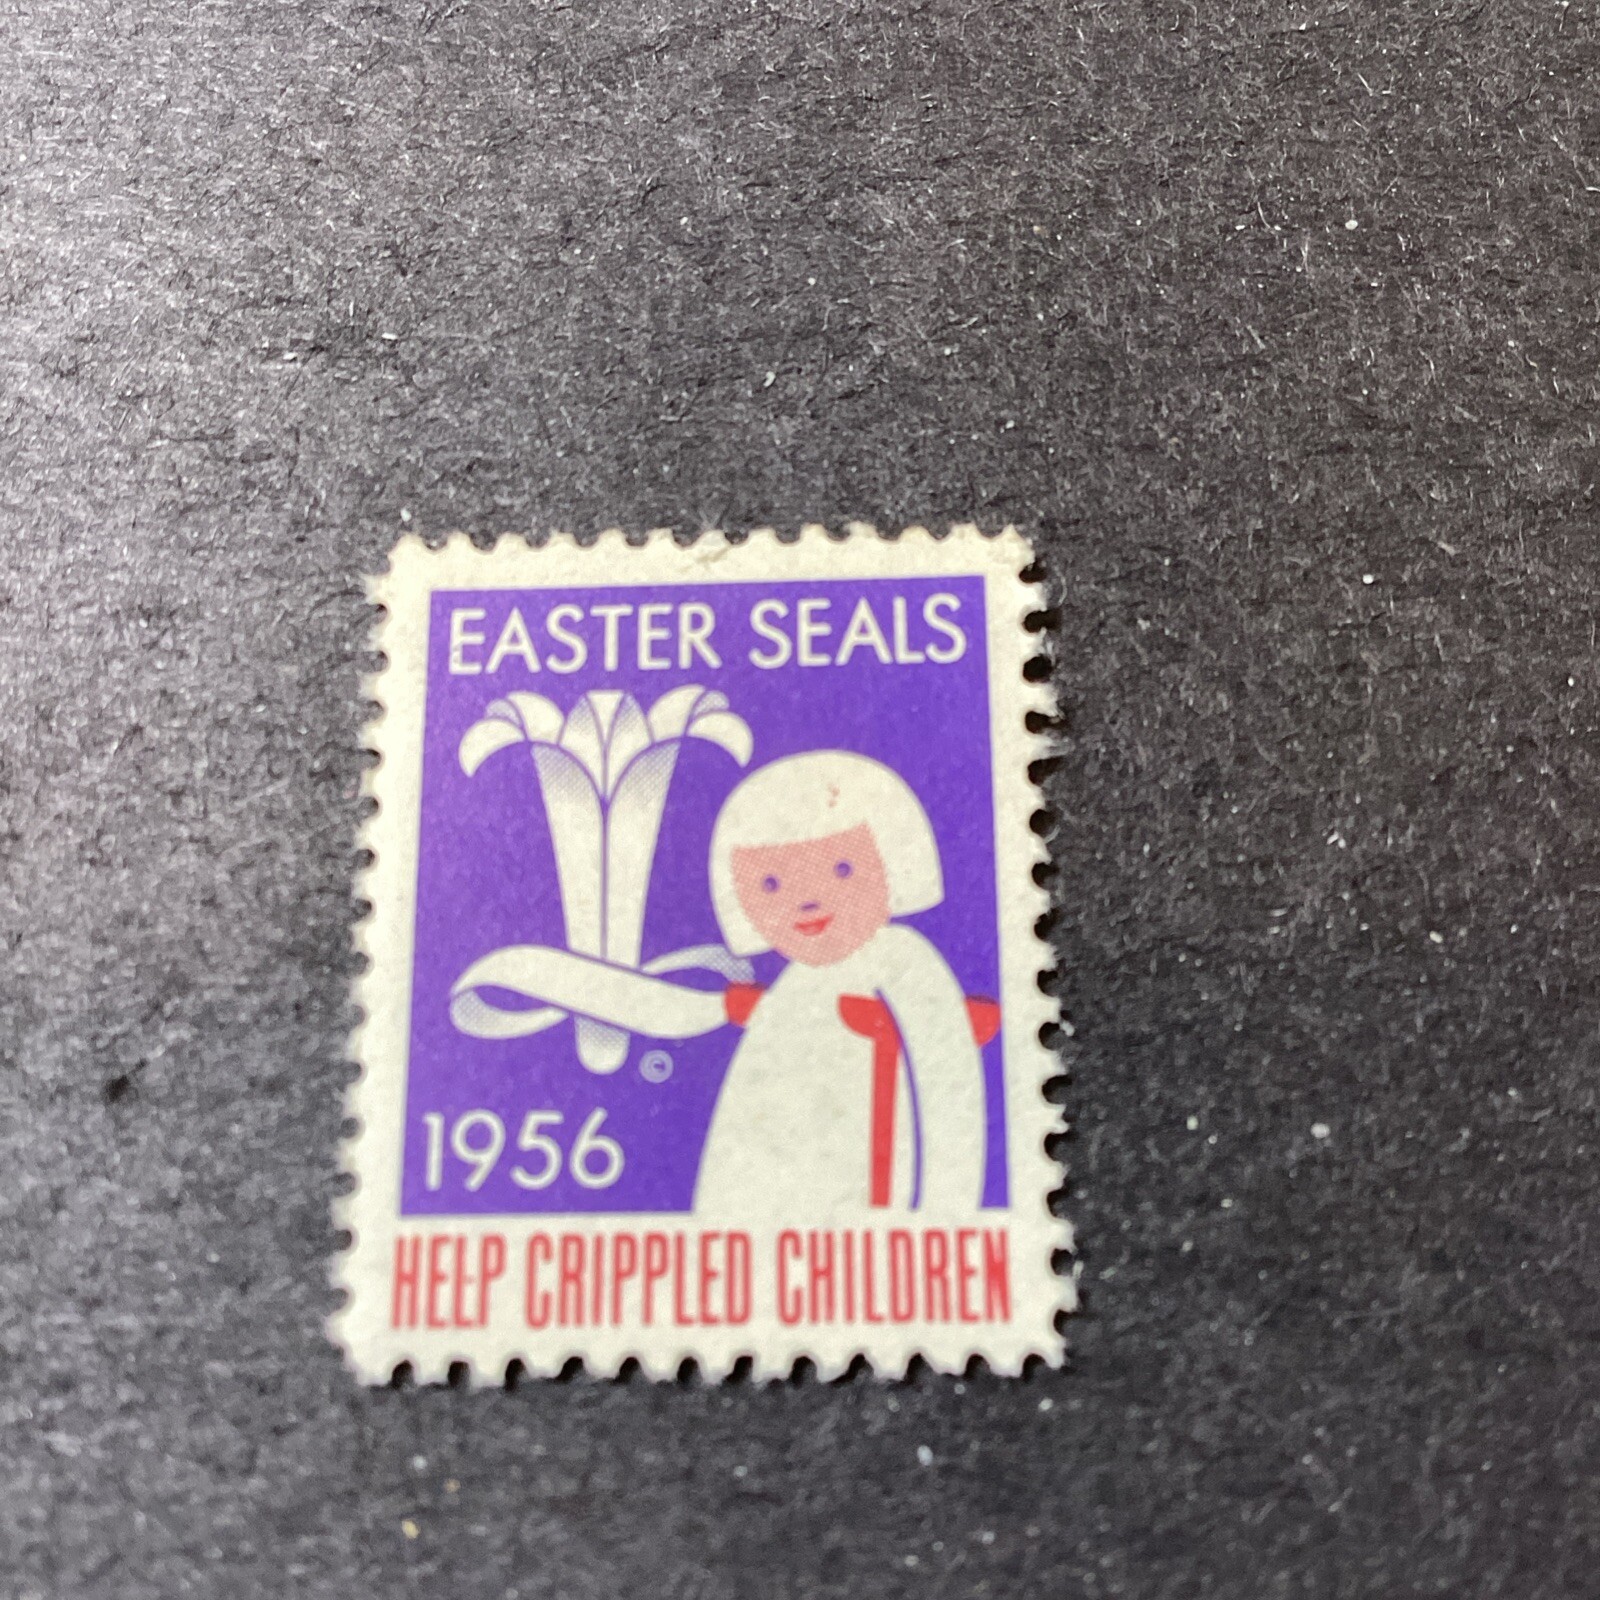 EASTER SEALS
©
1956
HELP CRIPPLED CHILDREN